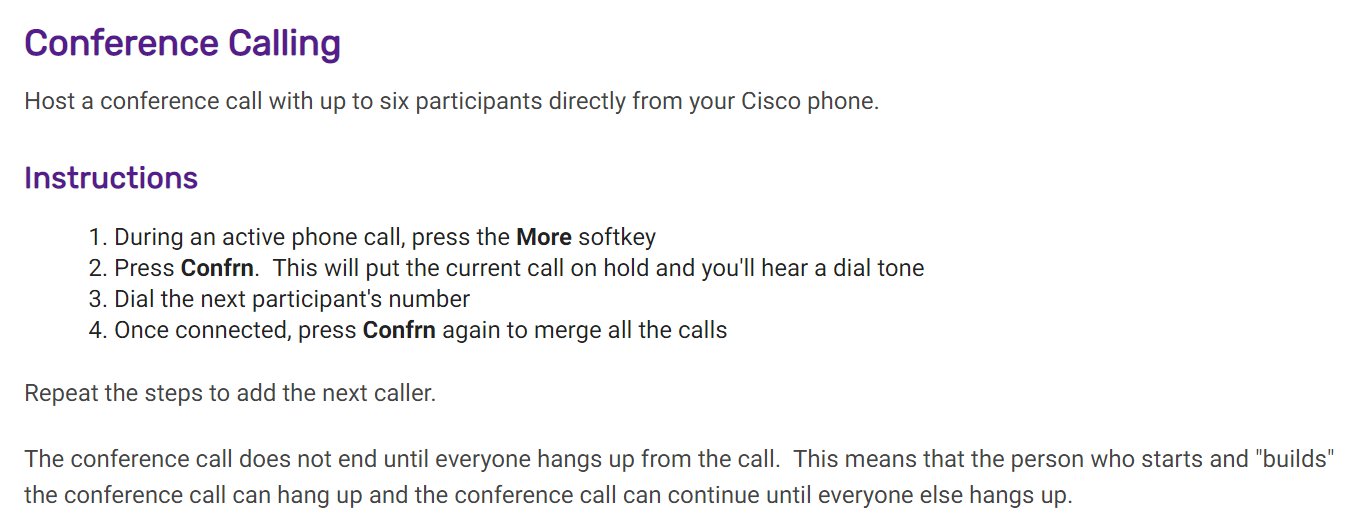 Conference Calling
Host a conference call with up to six participants directly from your Cisco phone.
Instructions
1. During an active phone call, press the More softkey
2. Press Confrn.  This will put the current call on hold and you'll hear a dial tone
3. Dial the next participant's number
4. Once connected, press Confrn again to merge all the calls
Repeat the steps to add the next caller.
The conference call does not end until everyone hangs up from the call.  This means that the person who starts and "builds"
the conference call can hang up and the conference call can continue until everyone else hangs up.